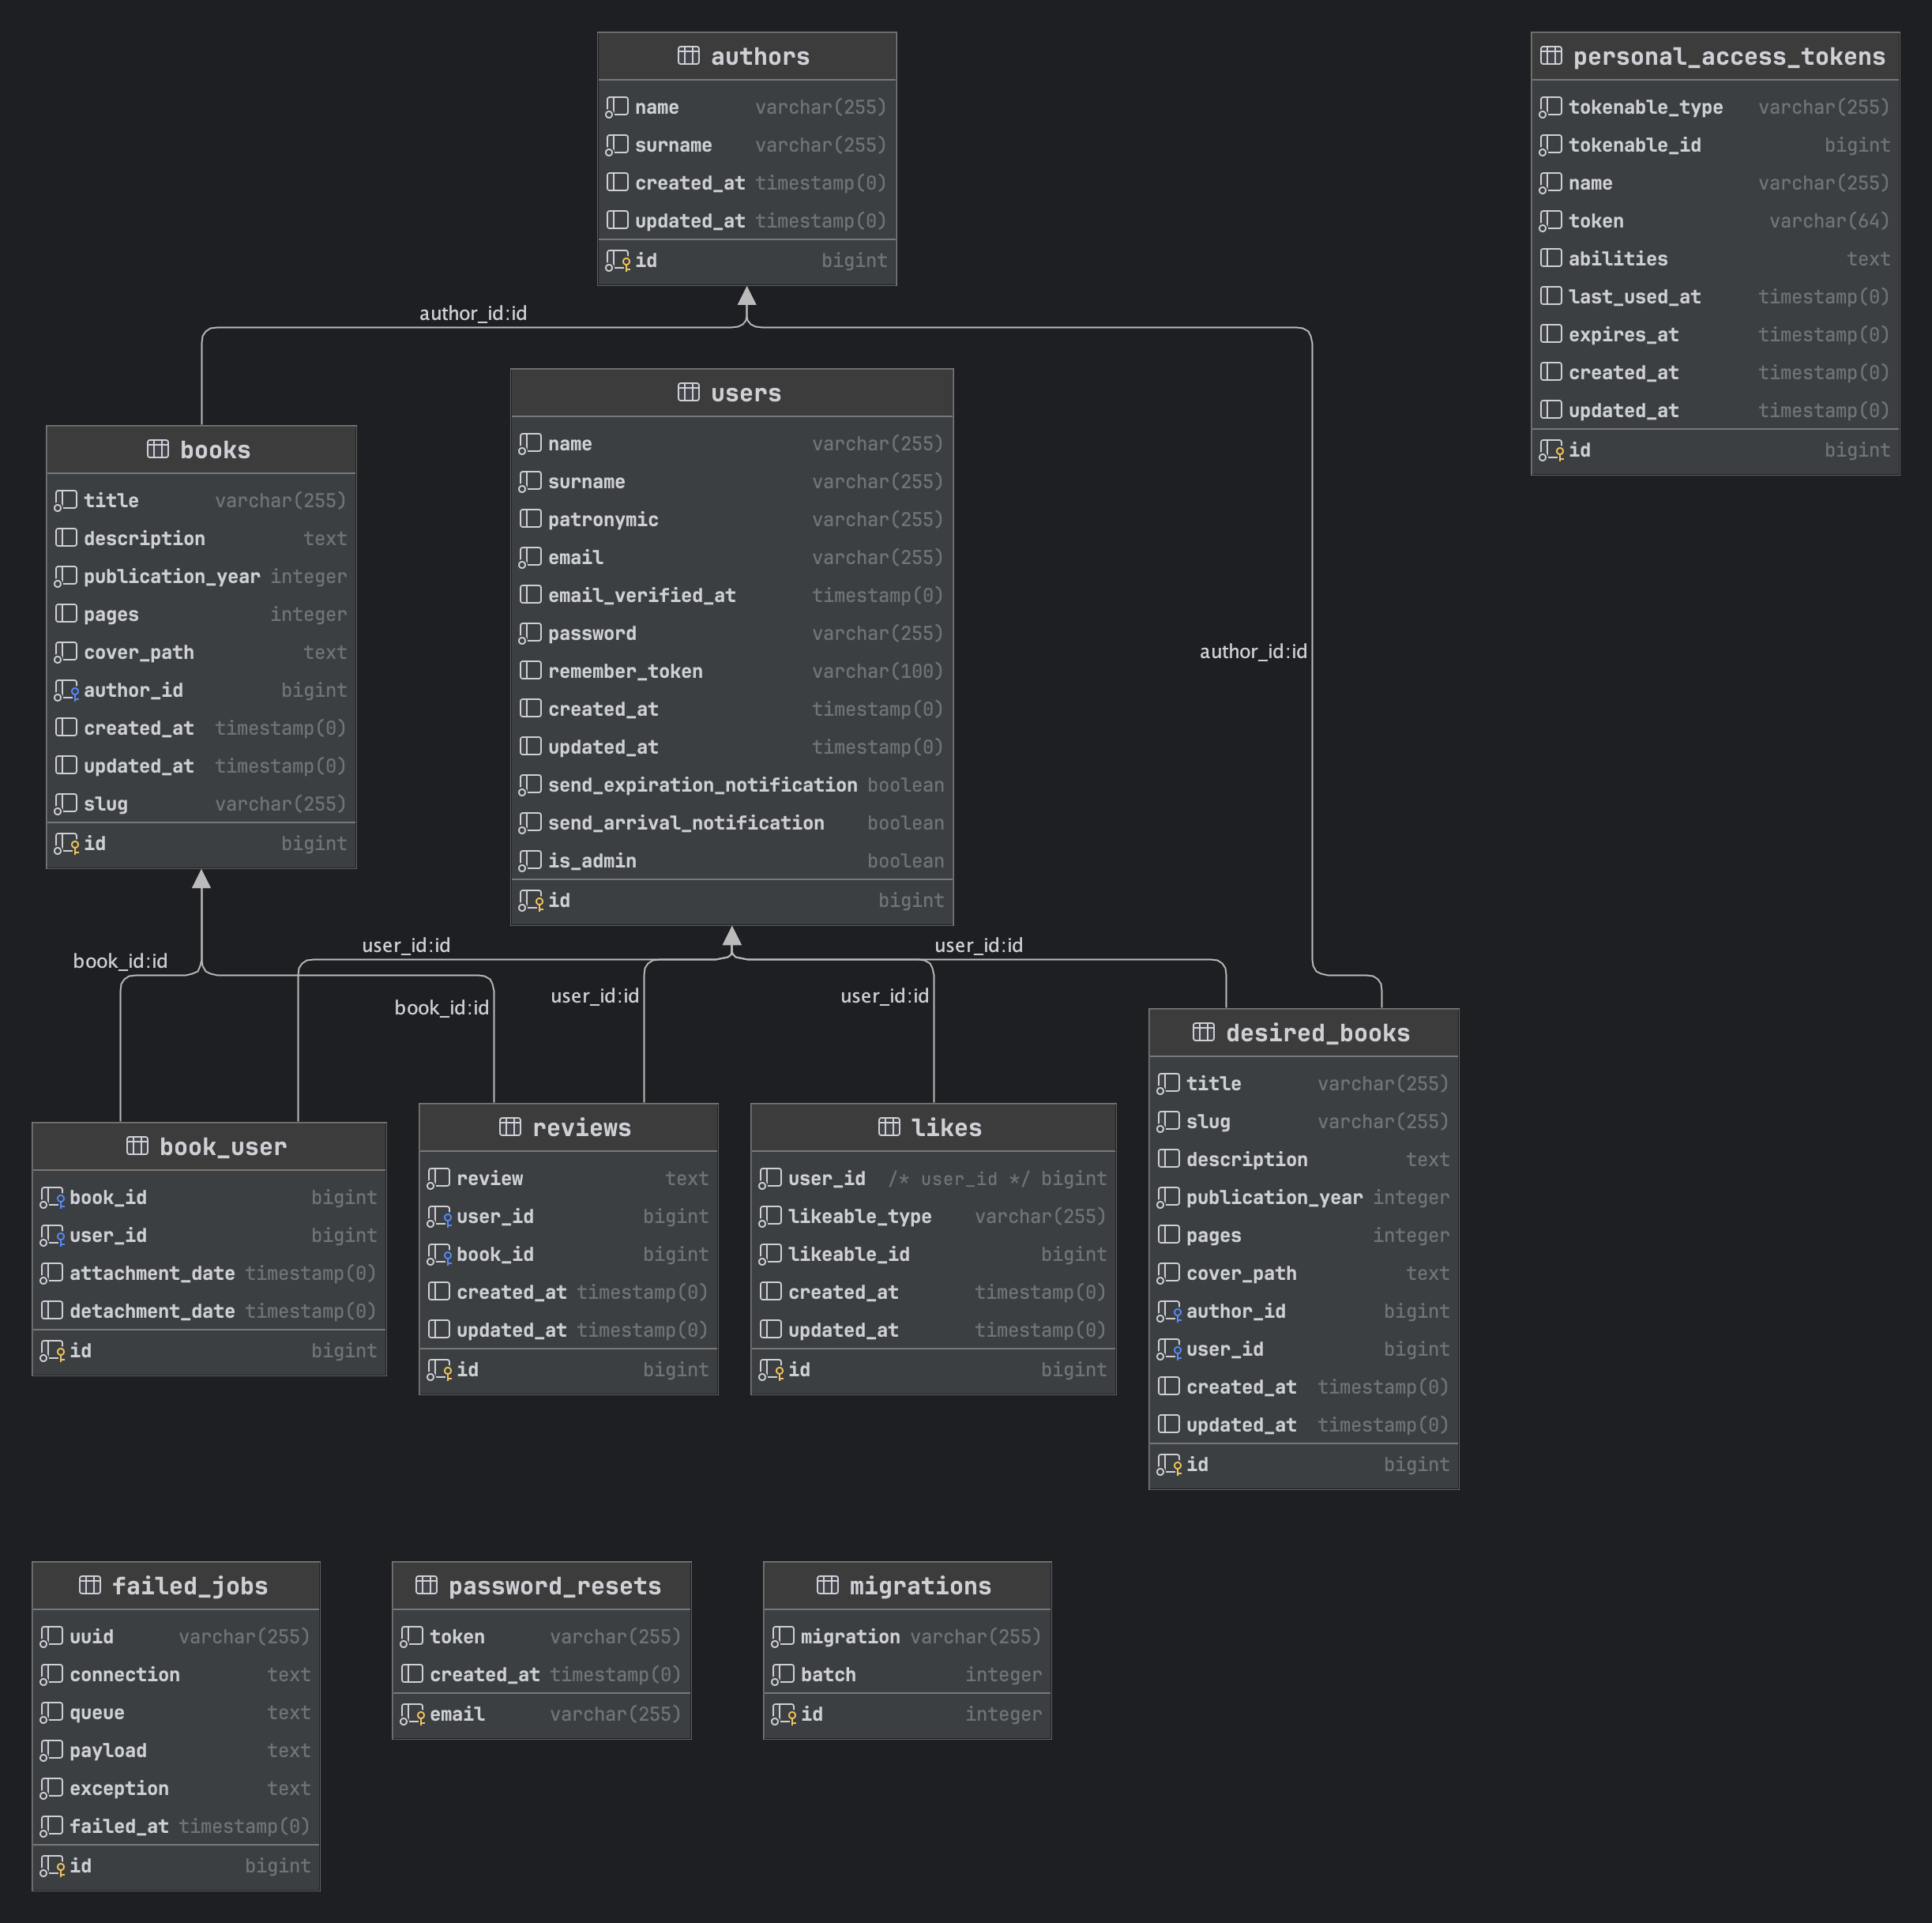 authors
name varchar(255)
surname varchar(255)
created_at timestamp(0)
updated_at timestamp(0)
id bigint
personal_access_tokens
tokenable_type varchar(255)
tokenable_id bigint
name varchar(255)
token varchar(64)
abilities text
last_used_at timestamp(0)
expires_at timestamp(0)
created_at timestamp(0)
updated_at timestamp(0)
id bigint
author_id:id
author_id:id
books
title varchar(255)
description text
publication_year integer
pages integer
cover_path text
author_id bigint
created_at timestamp(0)
updated_at timestamp(0)
slug varchar(255)
id bigint
users
name varchar(255)
surname varchar(255)
patronymic varchar(255)
email varchar(255)
email_verified_at timestamp(0)
password varchar(255)
remember_token varchar(100)
created_at timestamp(0)
updated_at timestamp(0)
send_expiration_notification boolean
send_arrival_notification boolean
is_admin boolean
id bigint
book_id:id
user_id:id
user_id:id
book_id:id
user_id:id
user_id:id
book_user
book_id bigint
user_id bigint
attachment_date timestamp(0)
detachment_date timestamp(0)
id bigint
reviews
review text
user_id bigint
book_id bigint
created_at timestamp(0)
updated_at timestamp(0)
id bigint
likes
user_id /* user_id */ bigint
likeable_type varchar(255)
likeable_id bigint
created_at timestamp(0)
updated_at timestamp(0)
id bigint
desired_books
title varchar(255)
slug varchar(255)
description text
publication_year integer
pages integer
cover_path text
author_id bigint
user_id bigint
created_at timestamp(0)
updated_at timestamp(0)
id bigint
failed_jobs
uuid varchar(255)
connection text
queue text
payload text
exception text
failed_at timestamp(0)
id bigint
password_resets
token varchar(255)
created_at timestamp(0)
email varchar(255)
migrations
migration varchar(255)
batch integer
id integer